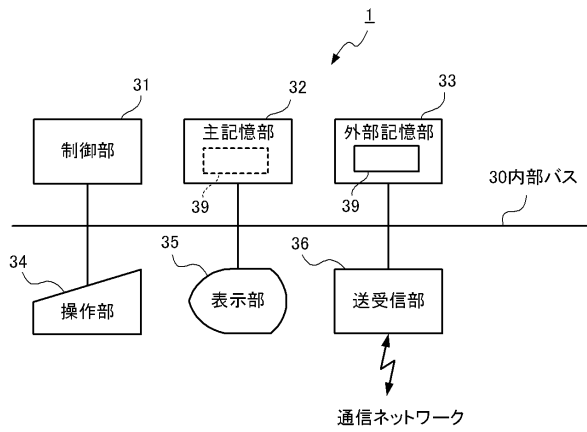 1
31
制御部
32
主記憶部
39
33
外部記憶部
39
30内部バス
34
操作部
35
表示部
36
送受信部
通信ネットワーク